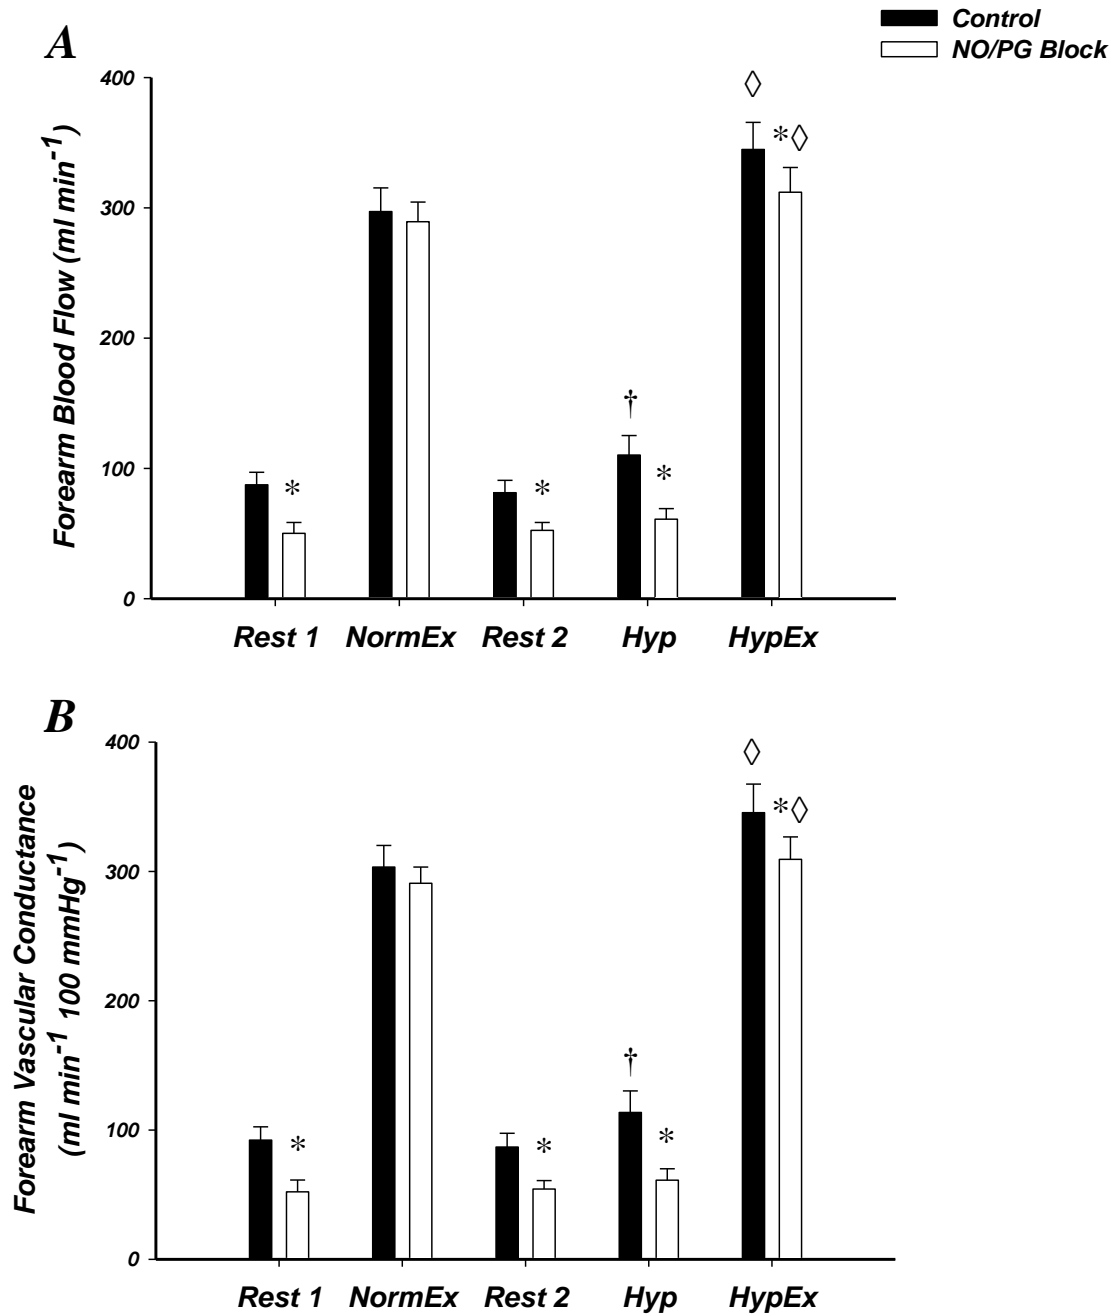 Control
NO/PG Block
A
Forearm Blood Flow (ml min⁻¹)
400
300
200
100
0
◊
*◊
†
*
*
*
Rest 1 NormEx Rest 2 Hyp HypEx
B
Forearm Vascular Conductance
(ml min⁻¹ 100 mmHg⁻¹)
400
300
200
100
0
◊
*◊
†
*
*
*
Rest 1 NormEx Rest 2 Hyp HypEx